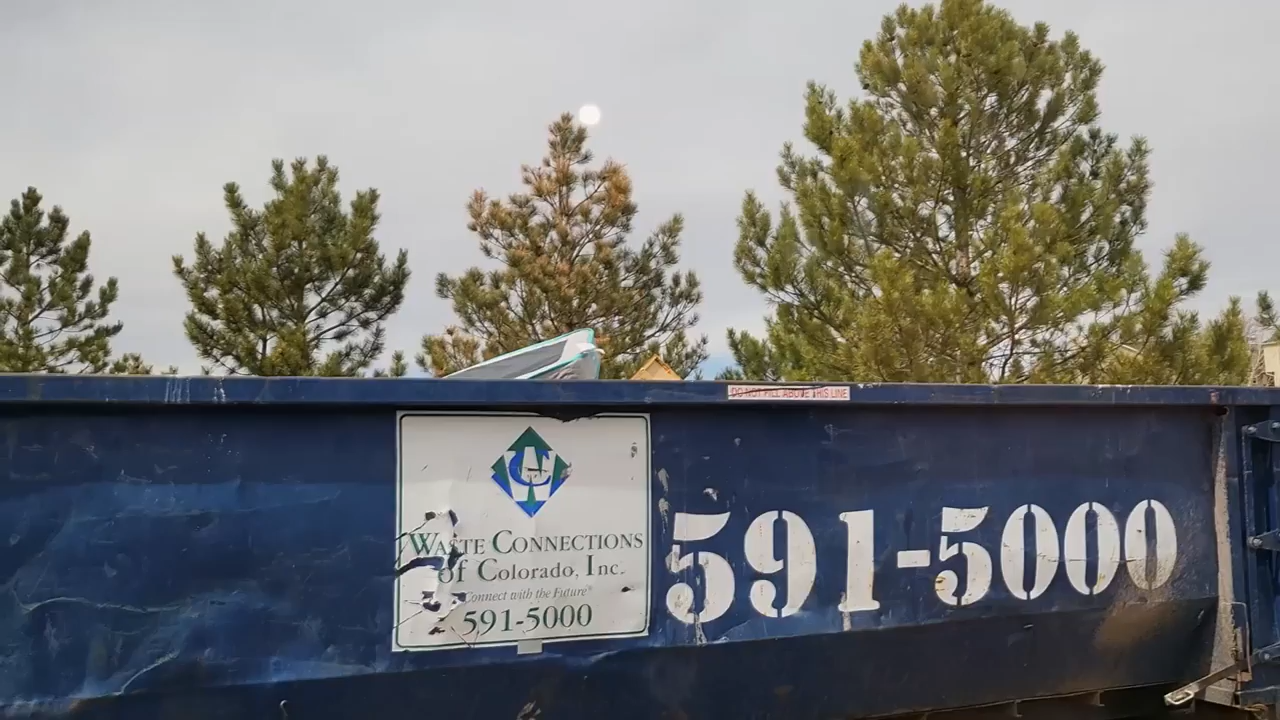 DO NOT FILL ABOVE THIS LINE
WASTE CONNECTIONS
of Colorado, Inc.
Connect with the Future®
591-5000
591-5000